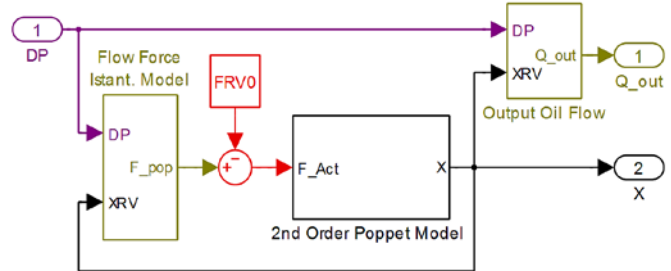 1
DP
Flow Force
Istant. Model
DP
F_pop
XRV
FRV0
+
−
F_Act
X
2nd Order Poppet Model
DP
Q_out
XRV
Output Oil Flow
1
Q_out
2
X